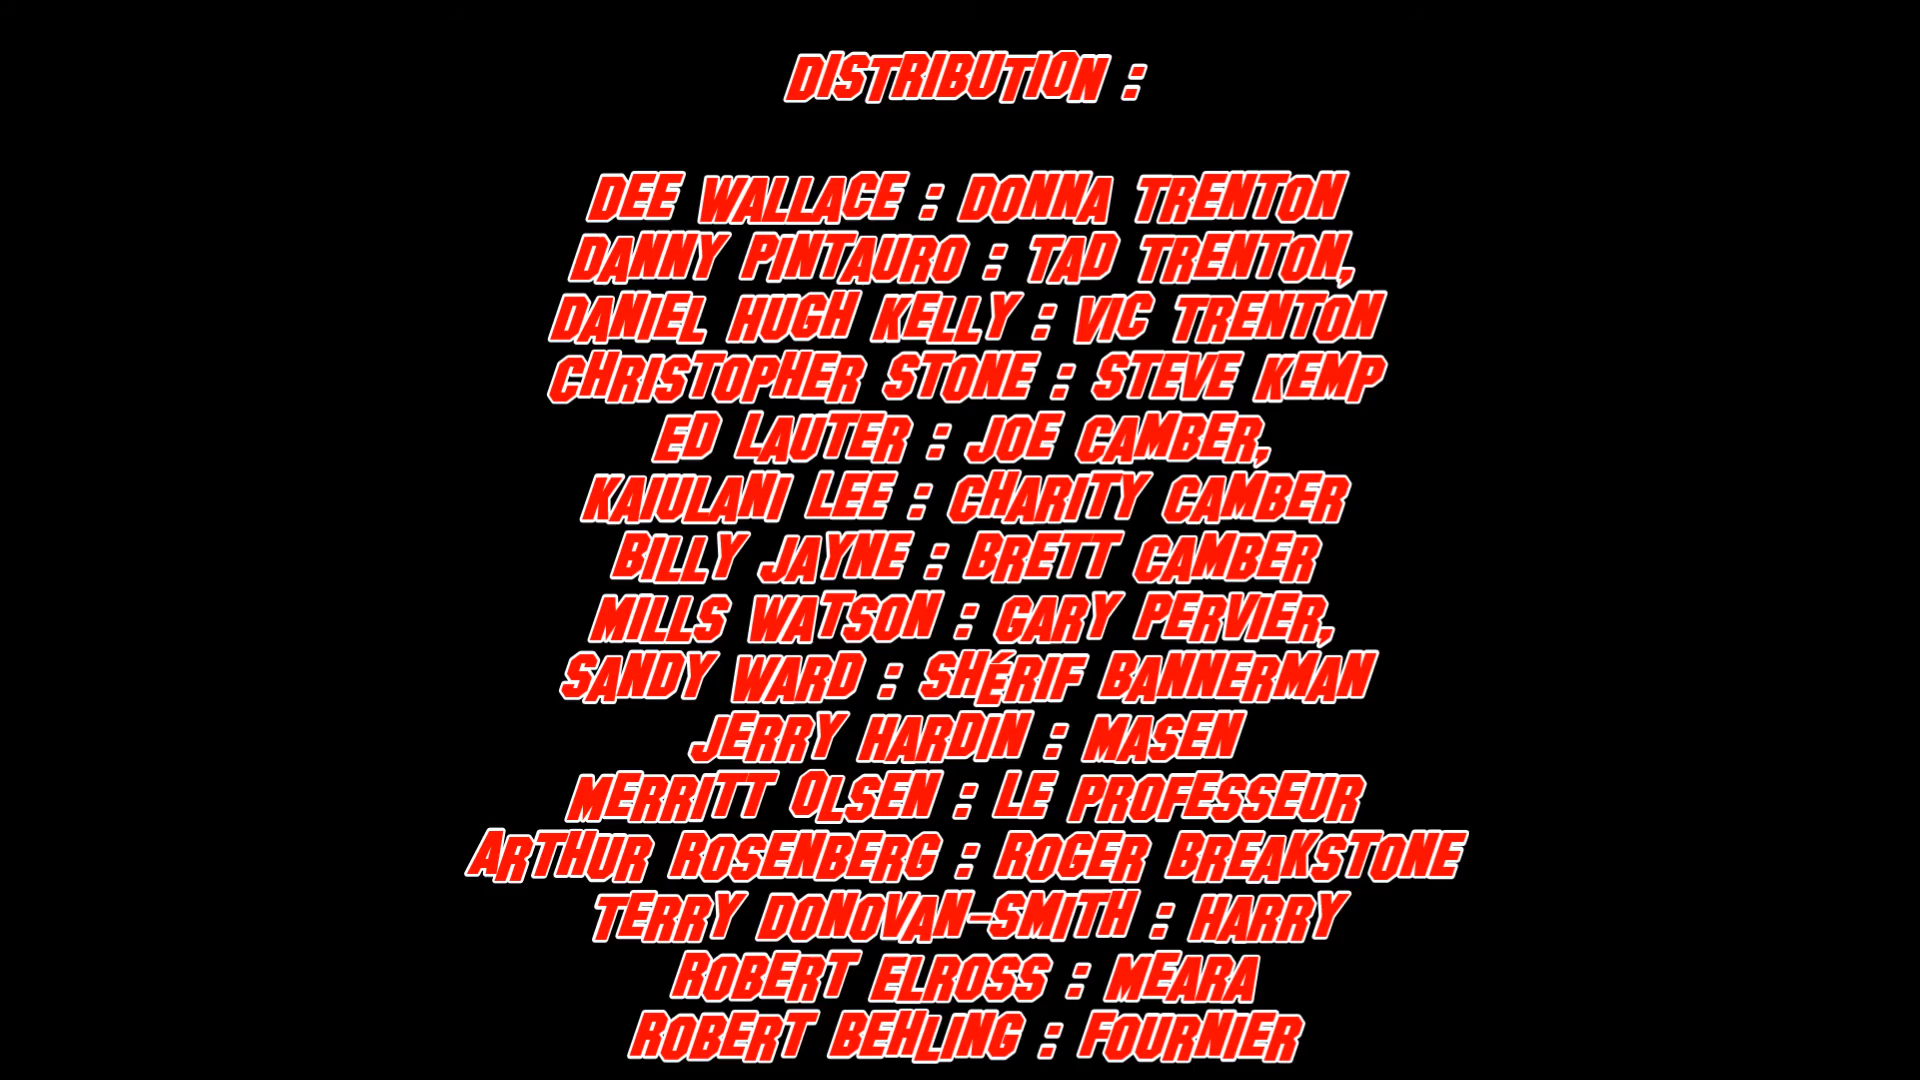 DISTRIBUTION :
DEE WALLACE : DONNA TRENTON
DANNY PINTAURO : TAD TRENTON,
DANIEL HUGH KELLY : VIC TRENTON
CHRISTOPHER STONE : STEVE KEMP
ED LAUTER : JOE CAMBER,
KAIULANI LEE : CHARITY CAMBER
BILLY JAYNE : BRETT CAMBER
MILLS WATSON : GARY PERVIER,
SANDY WARD : SHÉRIF BANNERMAN
JERRY HARDIN : MASEN
MERRITT OLSEN : LE PROFESSEUR
ARTHUR ROSENBERG : ROGER BREAKSTONE
TERRY DONOVAN-SMITH : HARRY
ROBERT ELROSS : MEARA
ROBERT BEHLING : FOURNIER